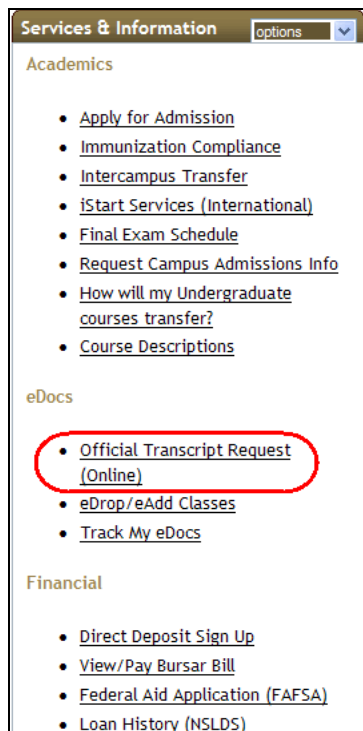 Services & Information
options
Academics
Apply for Admission
Immunization Compliance
Intercampus Transfer
iStart Services (International)
Final Exam Schedule
Request Campus Admissions Info
How will my Undergraduate
courses transfer?
Course Descriptions
eDocs
Official Transcript Request
(Online)
eDrop/eAdd Classes
Track My eDocs
Financial
Direct Deposit Sign Up
View/Pay Bursar Bill
Federal Aid Application (FAFSA)
Loan History (NSLDS)